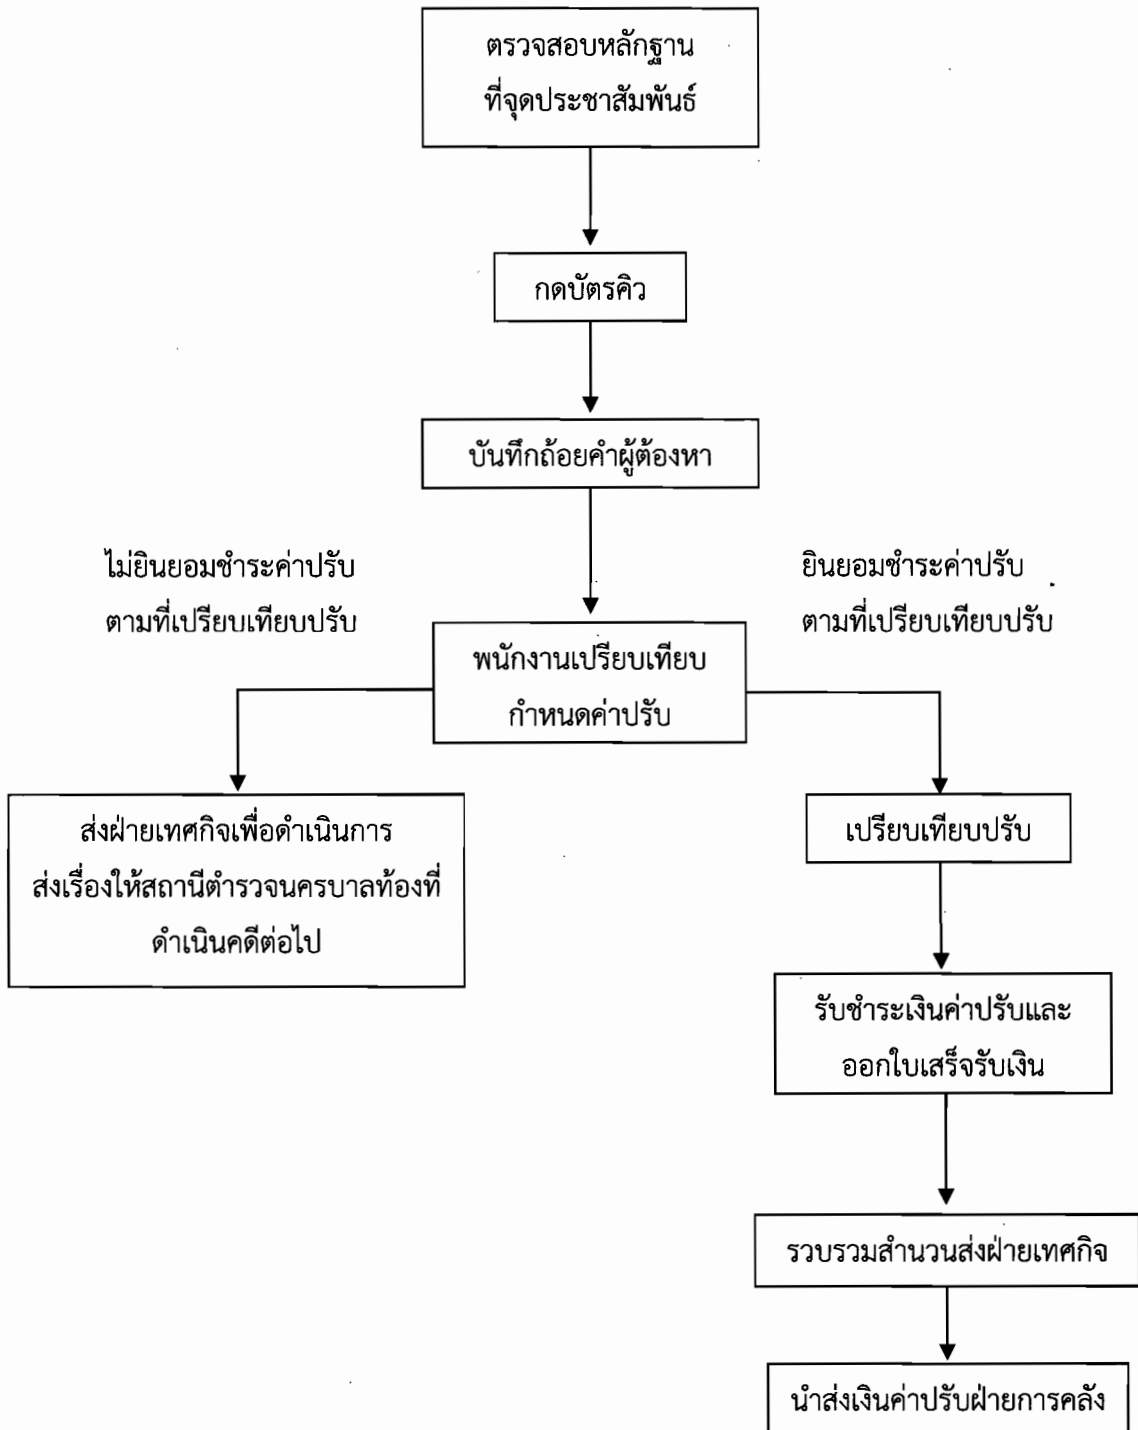 ตรวจสอบหลักฐาน
ที่จุดประชาสัมพันธ์
กดบัตรคิว
บันทึกถ้อยคำผู้ต้องหา
ไม่ยินยอมชำระค่าปรับ
ตามที่เปรียบเทียบปรับ
ยินยอมชำระค่าปรับ
ตามที่เปรียบเทียบปรับ
พนักงานเปรียบเทียบ
กำหนดค่าปรับ
ส่งฝ่ายเทศกิจเพื่อดำเนินการ
ส่งเรื่องให้สถานีตำรวจนครบาลท้องที่
ดำเนินคดีต่อไป
เปรียบเทียบปรับ
รับชำระเงินค่าปรับและ
ออกใบเสร็จรับเงิน
รวบรวมสำนวนส่งฝ่ายเทศกิจ
นำส่งเงินค่าปรับฝ่ายการคลัง